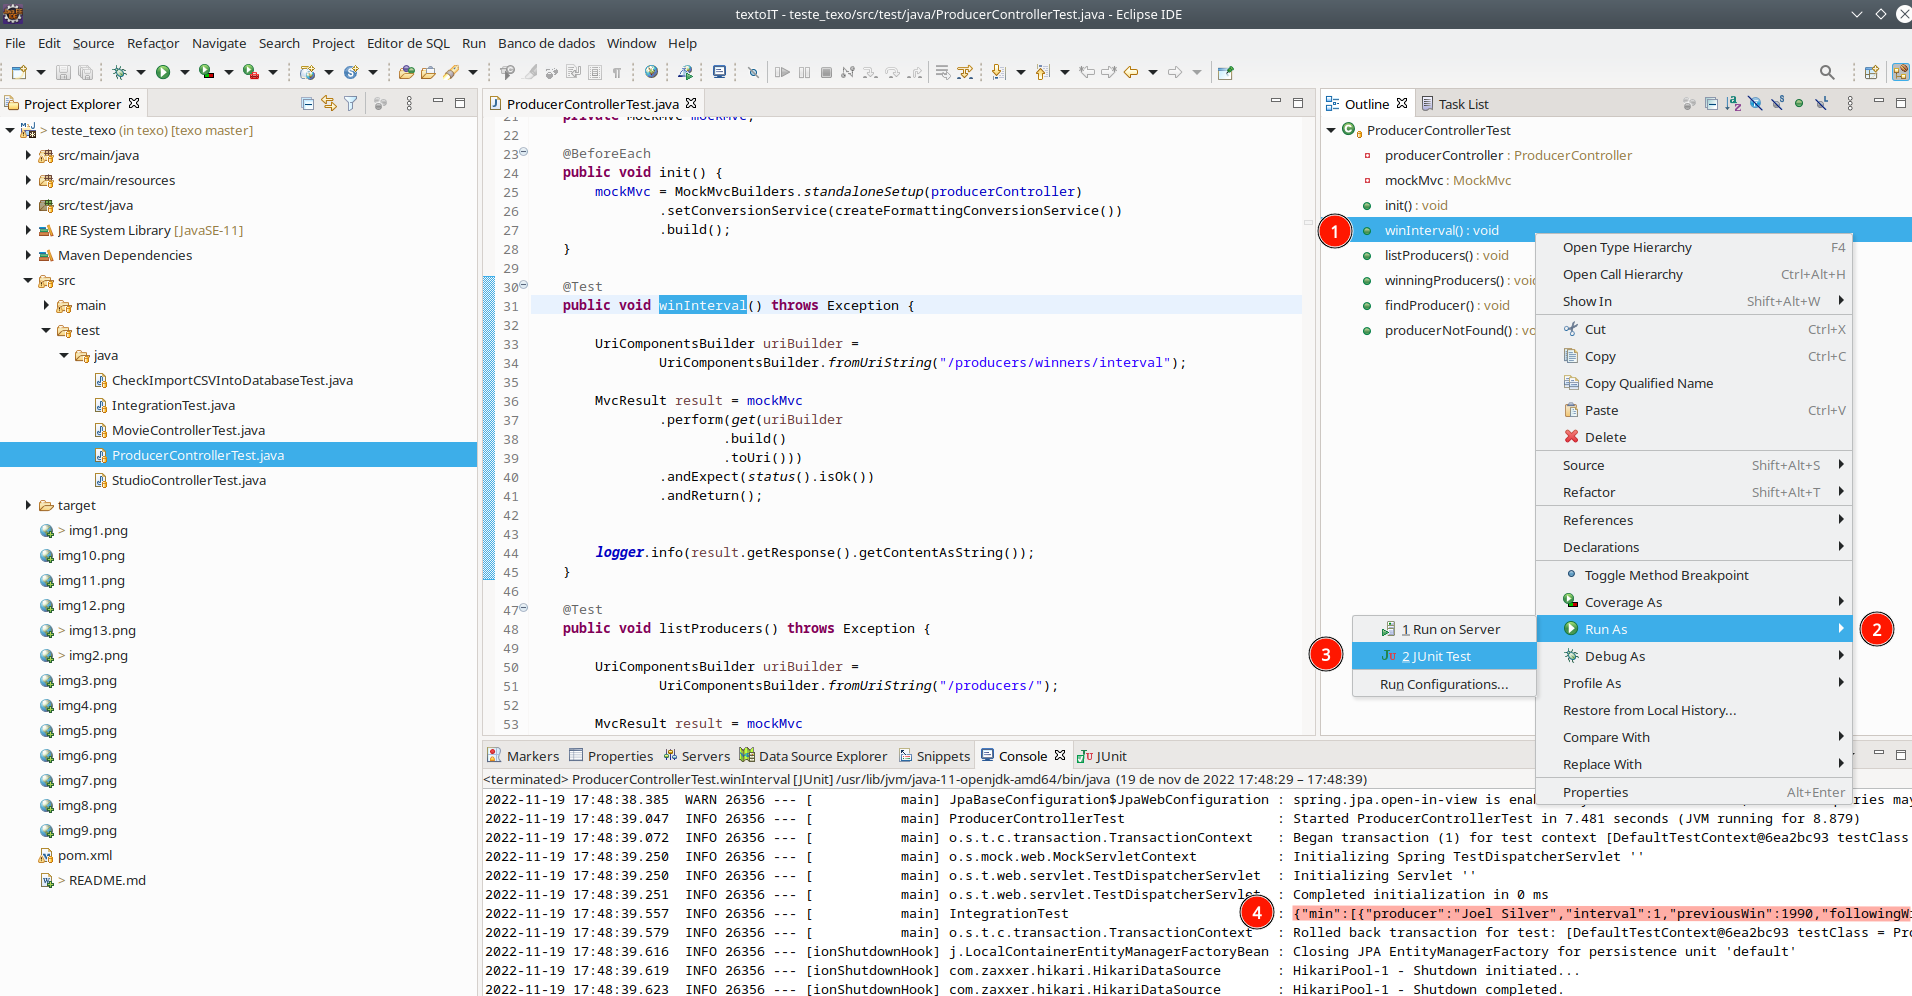 textoIT - teste_texo/src/test/java/ProducerControllerTest.java - Eclipse IDE
File Edit Source Refactor Navigate Search Project Editor de SQL Run Banco de dados Window Help
Project Explorer
teste_texo (in texo) [texo master]
src/main/java
src/main/resources
src/test/java
JRE System Library [JavaSE-11]
Maven Dependencies
src
main
test
java
CheckImportCSVIntoDatabaseTest.java
IntegrationTest.java
MovieControllerTest.java
ProducerControllerTest.java
StudioControllerTest.java
target
> img1.png
img10.png
img11.png
img12.png
> img13.png
> img2.png
img3.png
img4.png
img5.png
img6.png
img7.png
img8.png
img9.png
pom.xml
> README.md
ProducerControllerTest.java
21 private MockMvc mockMvc;
22
23 @BeforeEach
24 public void init() {
25 mockMvc = MockMvcBuilders.standaloneSetup(producerController)
26 .setConversionService(createFormattingConversionService())
27 .build();
28 }
29
30 @Test
31 public void winInterval() throws Exception {
32
33 UriComponentsBuilder uriBuilder =
34 UriComponentsBuilder.fromUriString("/producers/winners/interval");
35
36 MvcResult result = mockMvc
37 .perform(get(uriBuilder
38 .build()
39 .toUri()))
40 .andExpect(status().isOk())
41 .andReturn();
42
43
44 logger.info(result.getResponse().getContentAsString());
45 }
46
47 @Test
48 public void listProducers() throws Exception {
49
50 UriComponentsBuilder uriBuilder =
51 UriComponentsBuilder.fromUriString("/producers/");
52
53 MvcResult result = mockMvc
Outline Task List
ProducerControllerTest
producerController : ProducerController
mockMvc : MockMvc
init() : void
1 winInterval() : void
listProducers() : void
winningProducers() : void
findProducer() : void
producerNotFound() : vo
Open Type Hierarchy F4
Open Call Hierarchy Ctrl+Alt+H
Show In Shift+Alt+W
Cut Ctrl+X
Copy Ctrl+C
Copy Qualified Name
Paste Ctrl+V
Delete
Source Shift+Alt+S
Refactor Shift+Alt+T
References
Declarations
Toggle Method Breakpoint
Coverage As
Run As 2
Debug As
Profile As
Restore from Local History...
Compare With
Replace With
Properties Alt+Enter
1 Run on Server
3 2 JUnit Test
Run Configurations...
Markers Properties Servers Data Source Explorer Snippets Console JUnit
<terminated> ProducerControllerTest.winInterval [JUnit] /usr/lib/jvm/java-11-openjdk-amd64/bin/java (19 de nov de 2022 17:48:29 – 17:48:39)
2022-11-19 17:48:38.385 WARN 26356 --- [ main] JpaBaseConfiguration$JpaWebConfiguration : spring.jpa.open-in-view is enab
2022-11-19 17:48:39.047 INFO 26356 --- [ main] ProducerControllerTest : Started ProducerControllerTest in 7.481 seconds (JVM running for 8.879)
2022-11-19 17:48:39.072 INFO 26356 --- [ main] o.s.t.c.transaction.TransactionContext : Began transaction (1) for test context [DefaultTestContext@6ea2bc93 testClass
2022-11-19 17:48:39.250 INFO 26356 --- [ main] o.s.mock.web.MockServletContext : Initializing Spring TestDispatcherServlet ''
2022-11-19 17:48:39.250 INFO 26356 --- [ main] o.s.t.web.servlet.TestDispatcherServlet : Initializing Servlet ''
2022-11-19 17:48:39.251 INFO 26356 --- [ main] o.s.t.web.servlet.TestDispatcherServlet : Completed initialization in 0 ms
2022-11-19 17:48:39.557 INFO 26356 --- [ main] IntegrationTest 4 : {"min":[{"producer":"Joel Silver","interval":1,"previousWin":1990,"followingWi
2022-11-19 17:48:39.579 INFO 26356 --- [ main] o.s.t.c.transaction.TransactionContext : Rolled back transaction for test: [DefaultTestContext@6ea2bc93 testClass = Pro
2022-11-19 17:48:39.616 INFO 26356 --- [ionShutdownHook] j.LocalContainerEntityManagerFactoryBean : Closing JPA EntityManagerFactory for persistence unit 'default'
2022-11-19 17:48:39.619 INFO 26356 --- [ionShutdownHook] com.zaxxer.hikari.HikariDataSource : HikariPool-1 - Shutdown initiated...
2022-11-19 17:48:39.623 INFO 26356 --- [ionShutdownHook] com.zaxxer.hikari.HikariDataSource : HikariPool-1 - Shutdown completed.